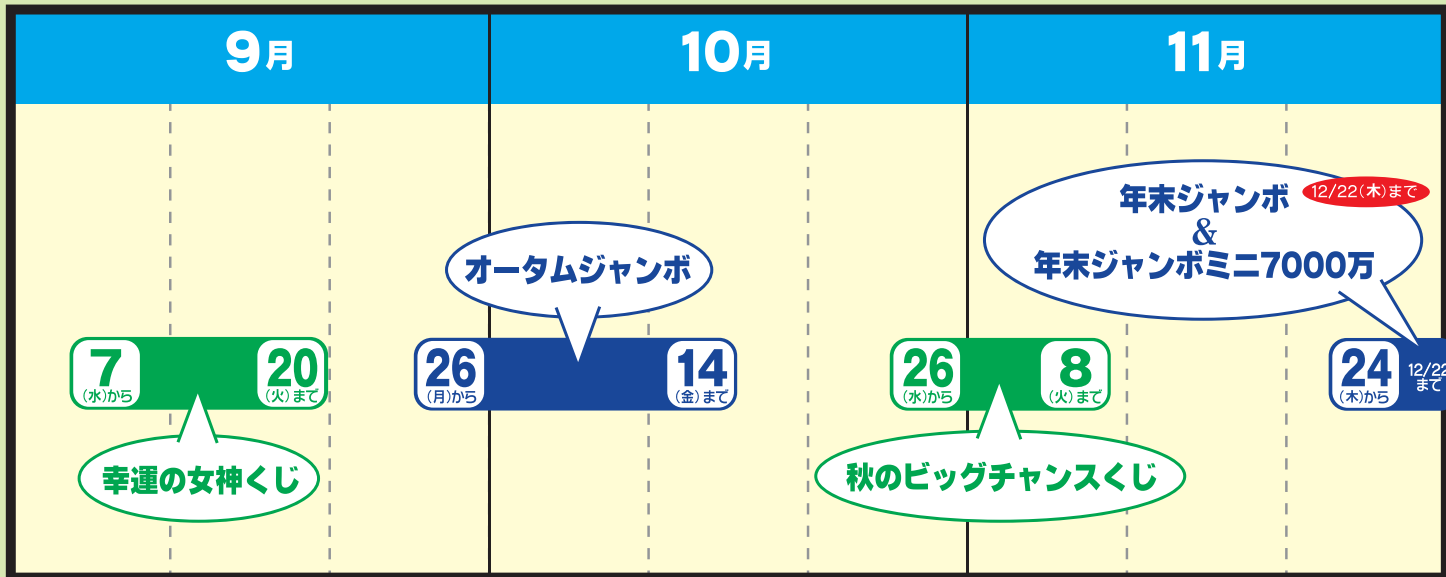 9月
10月
11月
年末ジャンボ
12/22(木)まで
&
年末ジャンボミニ7000万
オータムジャンボ
7
(水)から
20
(火)まで
26
(月)から
14
(金)まで
26
(水)から
8
(火)まで
24
(木)から
12/22
まで
幸運の女神くじ
秋のビッグチャンスくじ